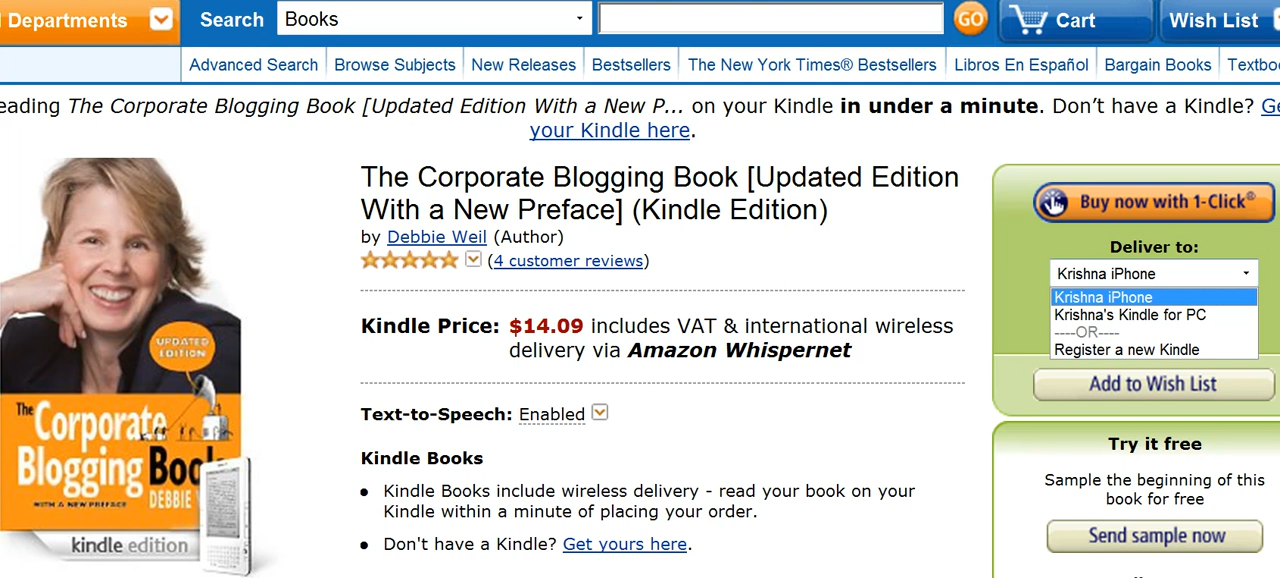 Departments
Search
Books
GO
Cart
Wish List
Advanced Search
Browse Subjects
New Releases
Bestsellers
The New York Times® Bestsellers
Libros En Español
Bargain Books
Textbo
eading The Corporate Blogging Book [Updated Edition With a New P... on your Kindle in under a minute. Don’t have a Kindle? Ge
your Kindle here.
UPDATED
EDITION
The
Corporate
Blogging Book
WITH A NEW PREFACE
DEBBIE
kindle edition
The Corporate Blogging Book [Updated Edition
With a New Preface] (Kindle Edition)
by Debbie Weil (Author)
(4 customer reviews)
Kindle Price: $14.09 includes VAT & international wireless
delivery via Amazon Whispernet
Text-to-Speech: Enabled
Kindle Books
• Kindle Books include wireless delivery - read your book on your
Kindle within a minute of placing your order.
• Don't have a Kindle? Get yours here.
Buy now with 1-Click®
Deliver to:
Krishna iPhone
Krishna iPhone
Krishna's Kindle for PC
----OR----
Register a new Kindle
Add to Wish List
Try it free
Sample the beginning of this
book for free
Send sample now